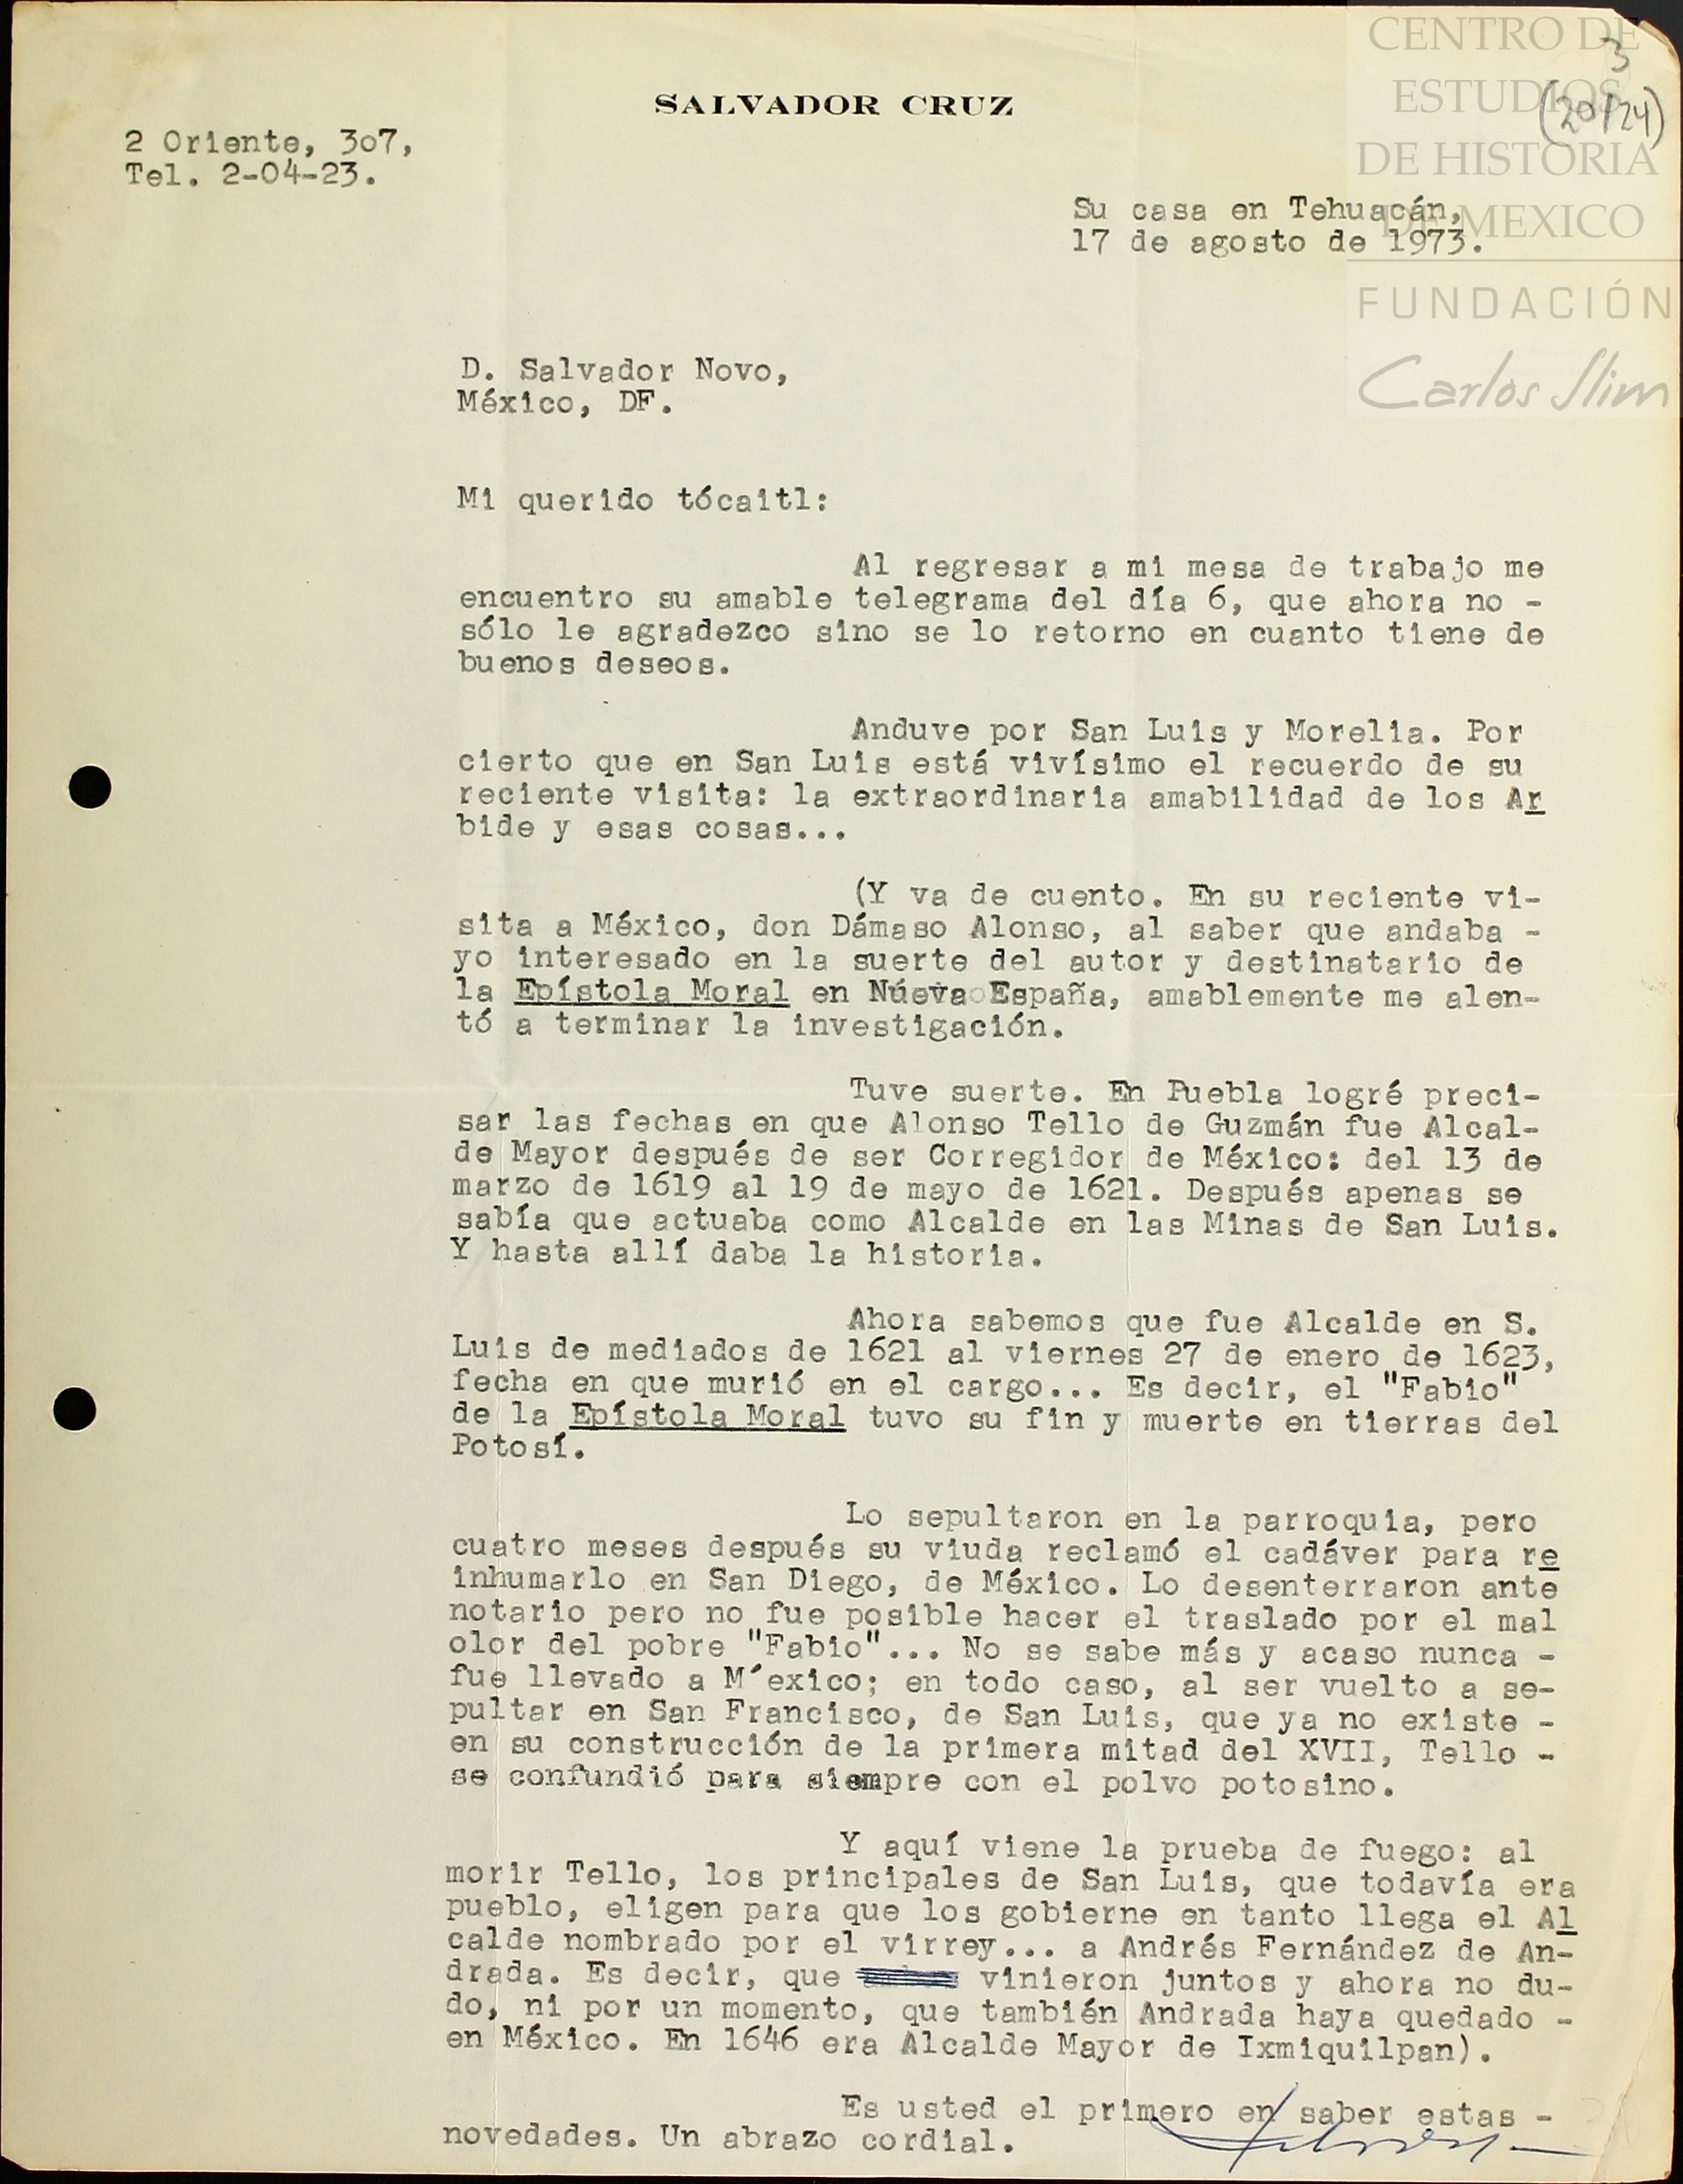 CENTRO DE
ESTUDIOS
DE HISTORIA
DE MEXICO
FUNDACIÓN
Carlos Slim
3
(20/24)
SALVADOR CRUZ
2 Oriente, 3o7,
Tel. 2-04-23.
Su casa en Tehuacán,
17 de agosto de 1973.
D. Salvador Novo,
México, DF.
Mi querido tócaitl:
Al regresar a mi mesa de trabajo me
encuentro su amable telegrama del día 6, que ahora no -
sólo le agradezco sino se lo retorno en cuanto tiene de
buenos deseos.
Anduve por San Luis y Morelia. Por
cierto que en San Luis está vivísimo el recuerdo de su
reciente visita: la extraordinaria amabilidad de los Ar
bide y esas cosas...
(Y va de cuento. En su reciente vi-
sita a México, don Dámaso Alonso, al saber que andaba -
yo interesado en la suerte del autor y destinatario de
la Epístola Moral en Nueva España, amablemente me alen-
tó a terminar la investigación.
Tuve suerte. En Puebla logré preci-
sar las fechas en que Alonso Tello de Guzmán fue Alcal-
de Mayor después de ser Corregidor de México: del 13 de
marzo de 1619 al 19 de mayo de 1621. Después apenas se
sabía que actuaba como Alcalde en las Minas de San Luis.
Y hasta allí daba la historia.
Ahora sabemos que fue Alcalde en S.
Luis de mediados de 1621 al viernes 27 de enero de 1623,
fecha en que murió en el cargo... Es decir, el "Fabio"
de la Epístola Moral tuvo su fin y muerte en tierras del
Potosí.
Lo sepultaron en la parroquia, pero
cuatro meses después su viuda reclamó el cadáver para re
inhumarlo en San Diego, de México. Lo desenterraron ante
notario pero no fue posible hacer el traslado por el mal
olor del pobre "Fabio"... No se sabe más y acaso nunca -
fue llevado a M´exico; en todo caso, al ser vuelto a se-
pultar en San Francisco, de San Luis, que ya no existe -
en su construcción de la primera mitad del XVII, Tello -
se confundió para siempre con el polvo potosino.
Y aquí viene la prueba de fuego: al
morir Tello, los principales de San Luis, que todavía era
pueblo, eligen para que los gobierne en tanto llega el Al
calde nombrado por el virrey... a Andrés Fernández de An-
drada. Es decir, que vinieron juntos y ahora no du-
do, ni por un momento, que también Andrada haya quedado -
en México. En 1646 era Alcalde Mayor de Ixmiquilpan).
Es usted el primero en saber estas -
novedades. Un abrazo cordial.